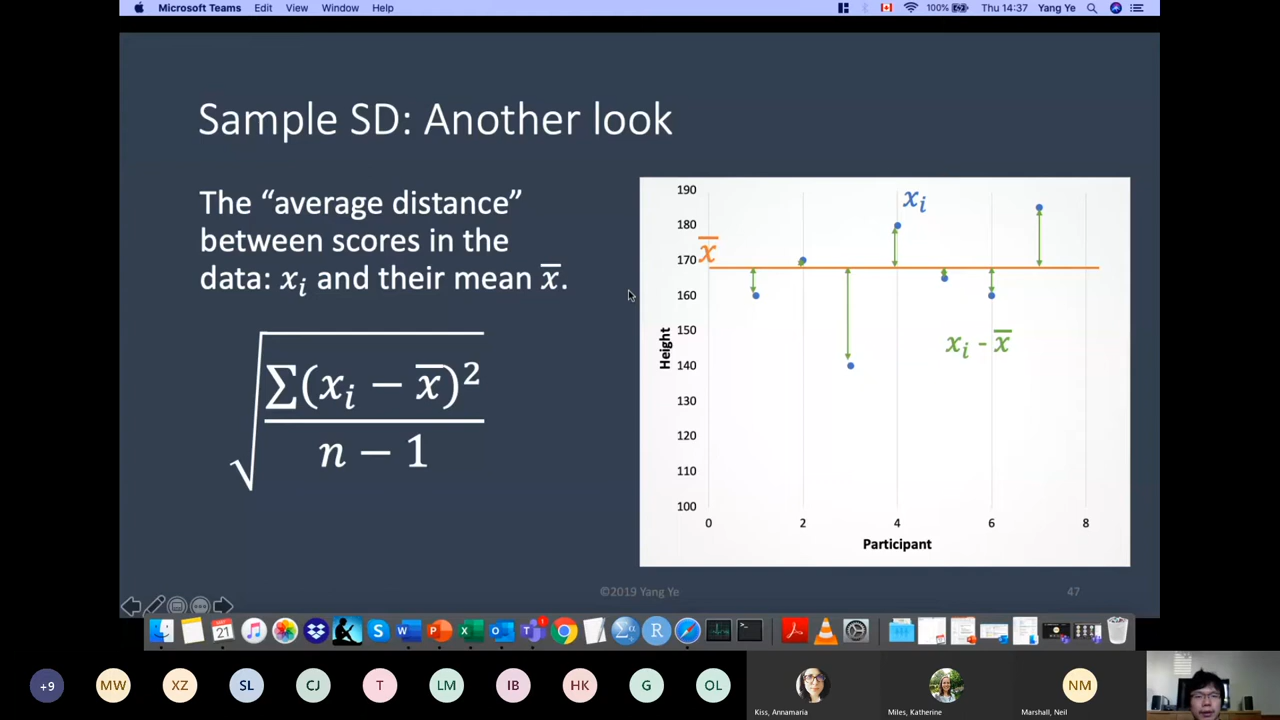 Microsoft Teams Edit View Window Help 100% Thu 14:37 Yang Ye
Sample SD: Another look
The “average distance”
between scores in the
data: xᵢ and their mean x̅.
√(∑(xᵢ − x̅)²
n − 1)
190
180
170
160
150
140
130
120
110
100
Height
xᵢ
x̅
xᵢ - x̅
0 2 4 6 8
Participant
©2019 Yang Ye 47
21
+9 MW XZ SL CJ T LM IB HK G OL NM
Kiss, Annamaria Miles, Katherine Marshall, Neil